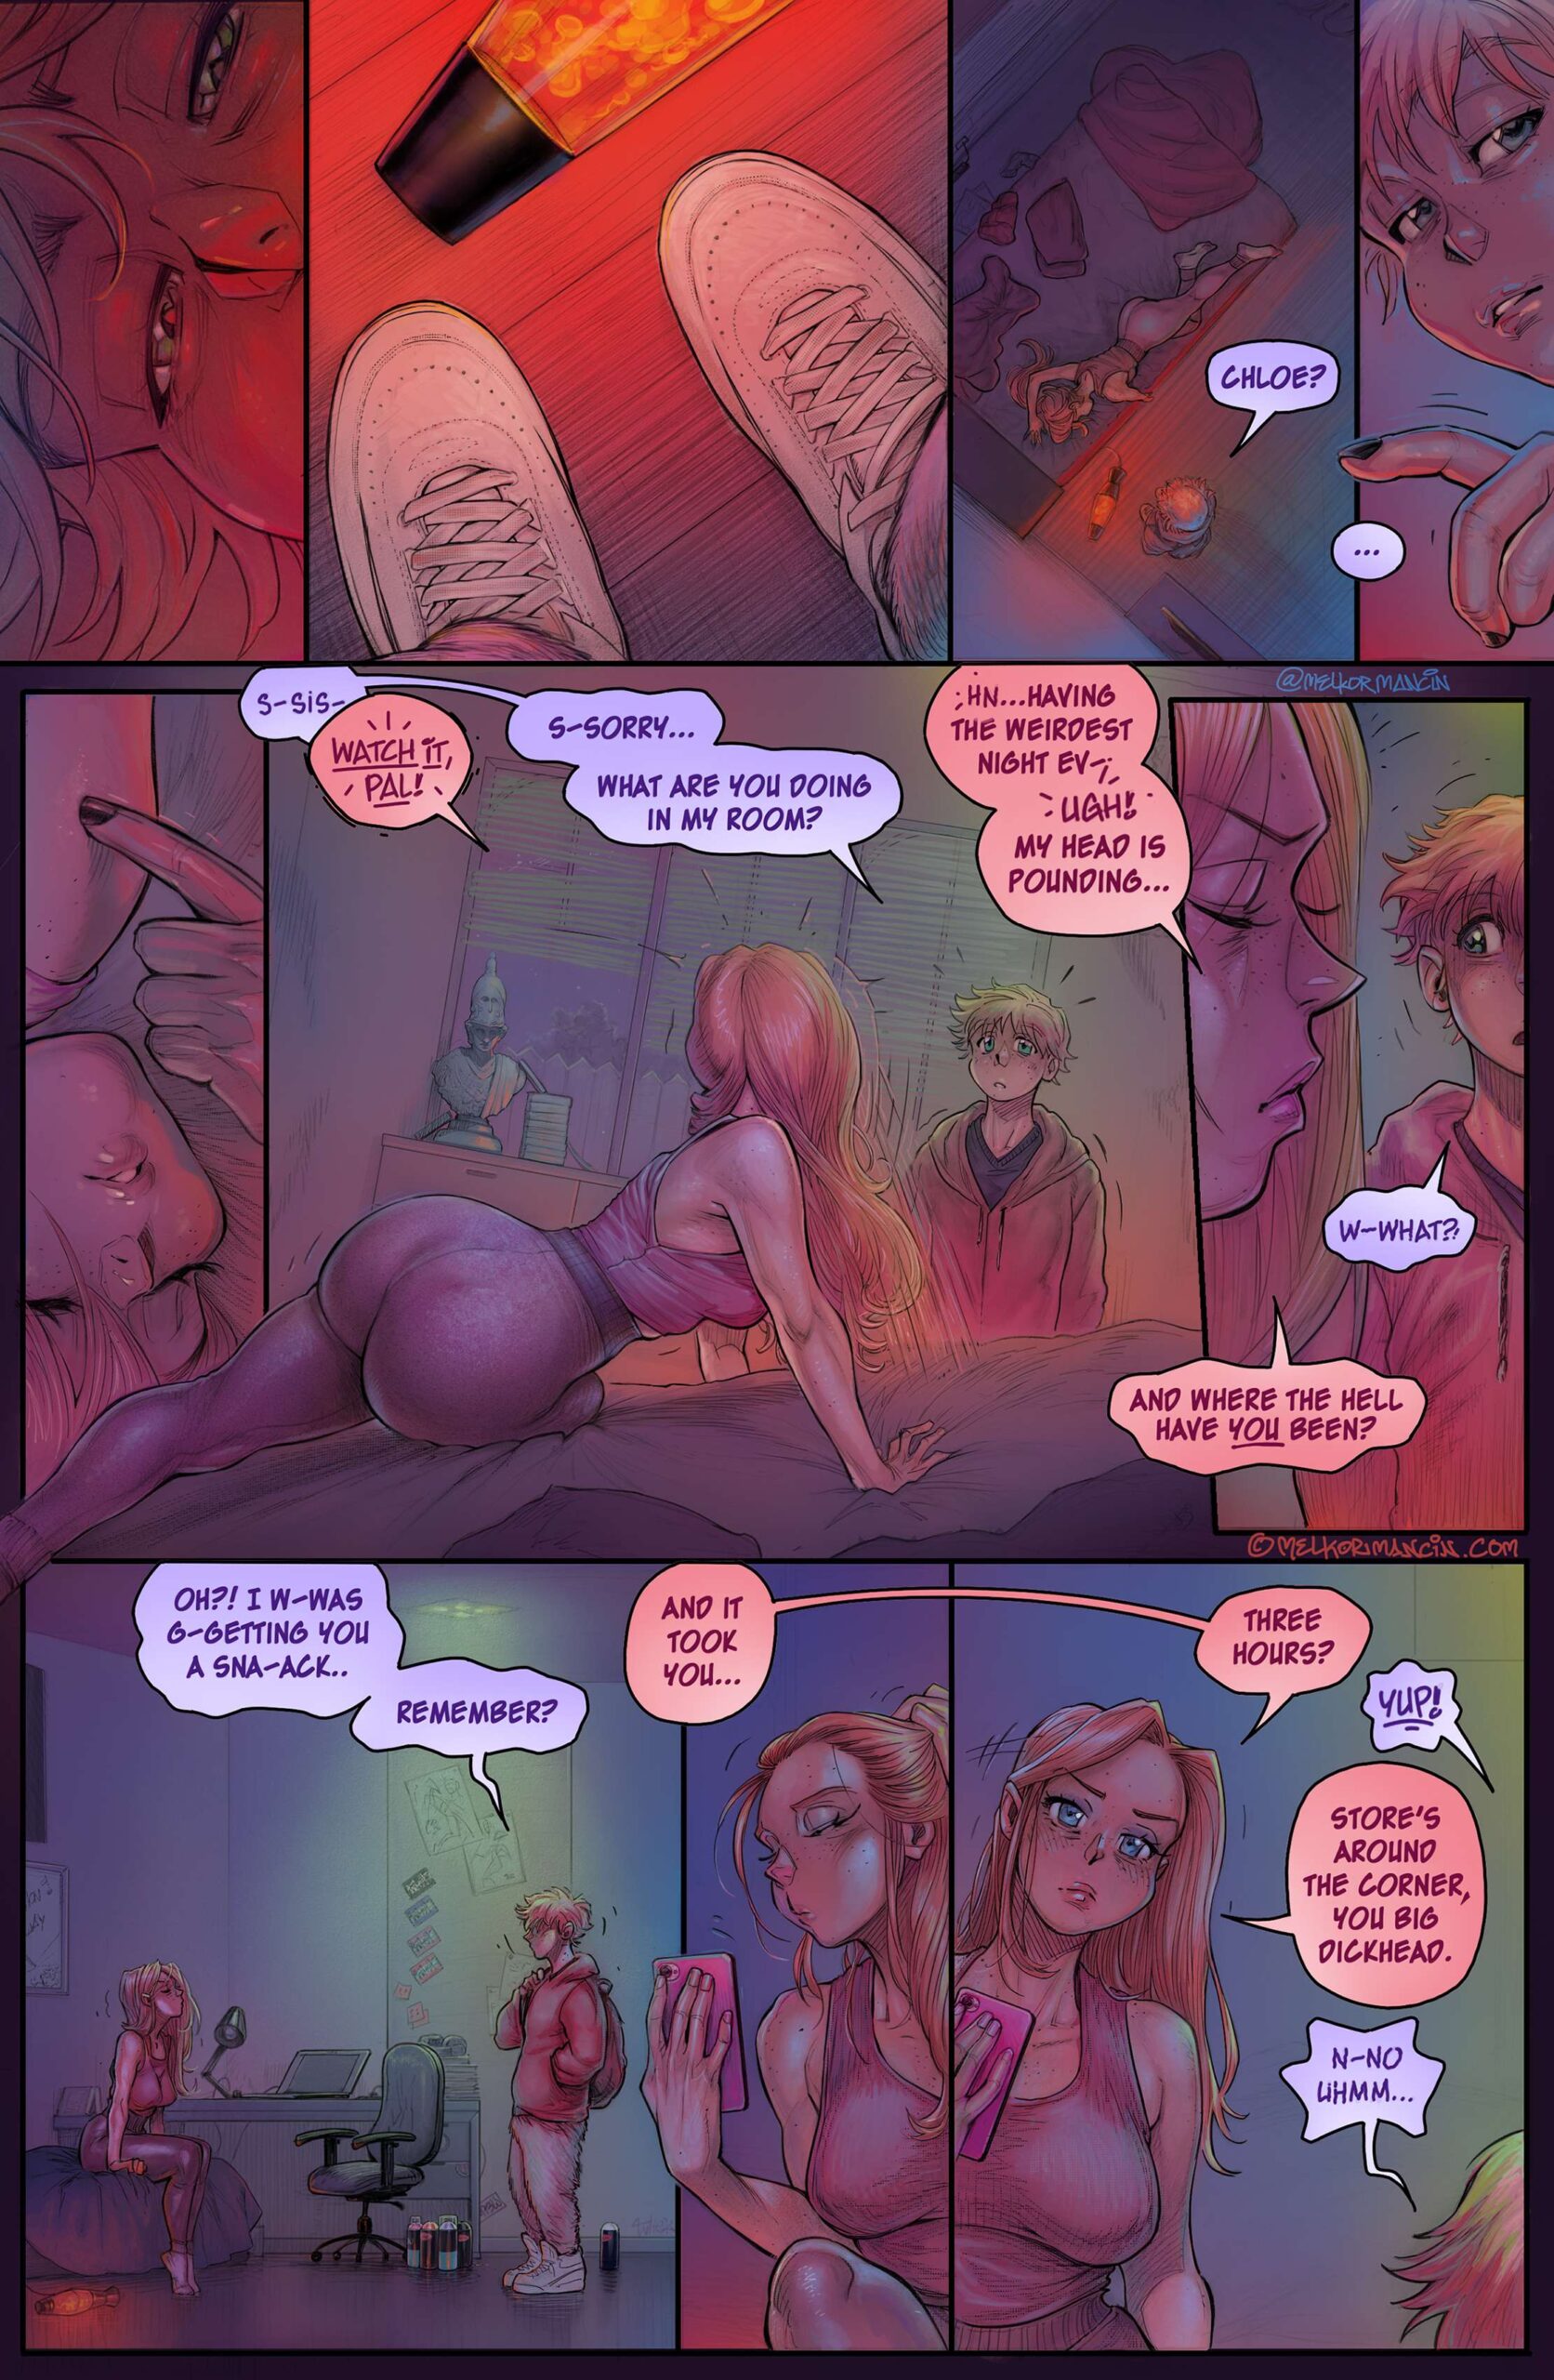 CHLOE?
...
@MELKORMANCIN
S-SIS-
WATCH IT,
PAL!
S-SORRY...
WHAT ARE YOU DOING
IN MY ROOM?
;HN...HAVING
THE WEIRDEST
NIGHT EV-;
UGH!
MY HEAD IS
POUNDING...
W-WHAT?
AND WHERE THE HELL
HAVE YOU BEEN?
©MELKORMANCIN.COM
OH?! I W-WAS
G-GETTING YOU
A SNA-ACK..
REMEMBER?
AND IT
TOOK
YOU...
THREE
HOURS?
YUP!
STORE'S
AROUND
THE CORNER,
YOU BIG
DICKHEAD.
N-NO
UHMM...